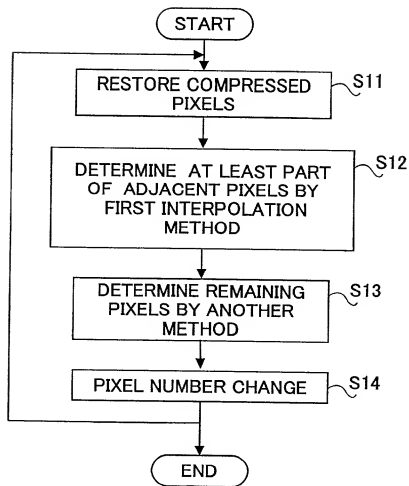 START
RESTORE COMPRESSED
PIXELS
S11
DETERMINE AT LEAST PART
OF ADJACENT PIXELS BY
FIRST INTERPOLATION
METHOD
S12
DETERMINE REMAINING
PIXELS BY ANOTHER
METHOD
S13
PIXEL NUMBER CHANGE
S14
END